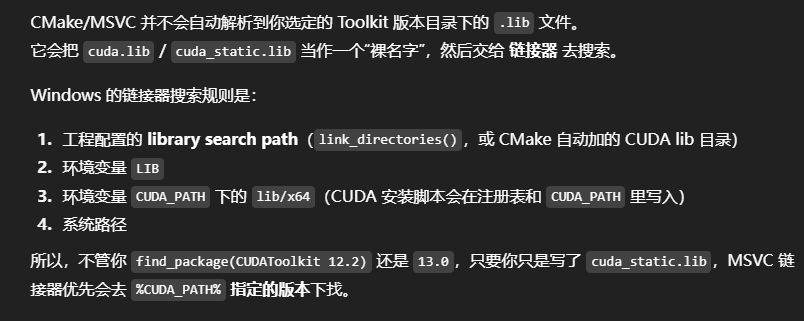 CMake/MSVC 并不会自动解析到你选定的 Toolkit 版本目录下的 .lib 文件。
它会把 cuda.lib / cuda_static.lib 当作一个“裸名字”，然后交给 链接器 去搜索。
Windows 的链接器搜索规则是：
1. 工程配置的 library search path（link_directories()，或 CMake 自动加的 CUDA lib 目录）
2. 环境变量 LIB
3. 环境变量 CUDA_PATH 下的 lib/x64（CUDA 安装脚本会在注册表和 CUDA_PATH 里写入）
4. 系统路径
所以，不管你 find_package(CUDAToolkit 12.2) 还是 13.0，只要你只是写了 cuda_static.lib，MSVC 链
接器优先会去 %CUDA_PATH% 指定的版本下找。